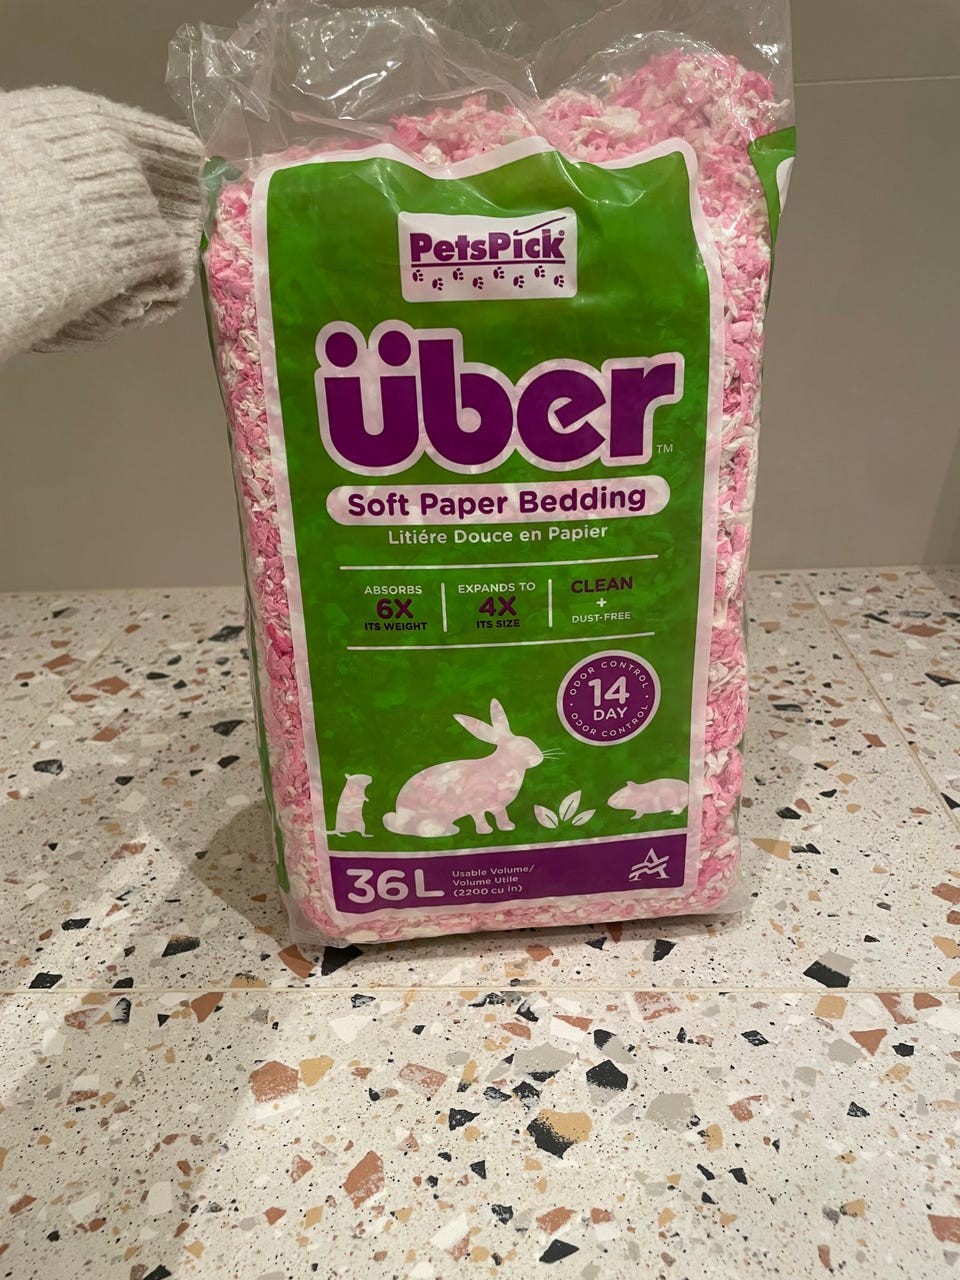 PetsPick®
über™
Soft Paper Bedding
Litiére Douce en Papier
ABSORBS
6X
ITS WEIGHT
EXPANDS TO
4X
ITS SIZE
CLEAN
+
DUST-FREE
ODOR CONTROL
14
DAY
ODOR CONTROL
36L
Usable Volume/
Volume Utile
(2200 cu in)